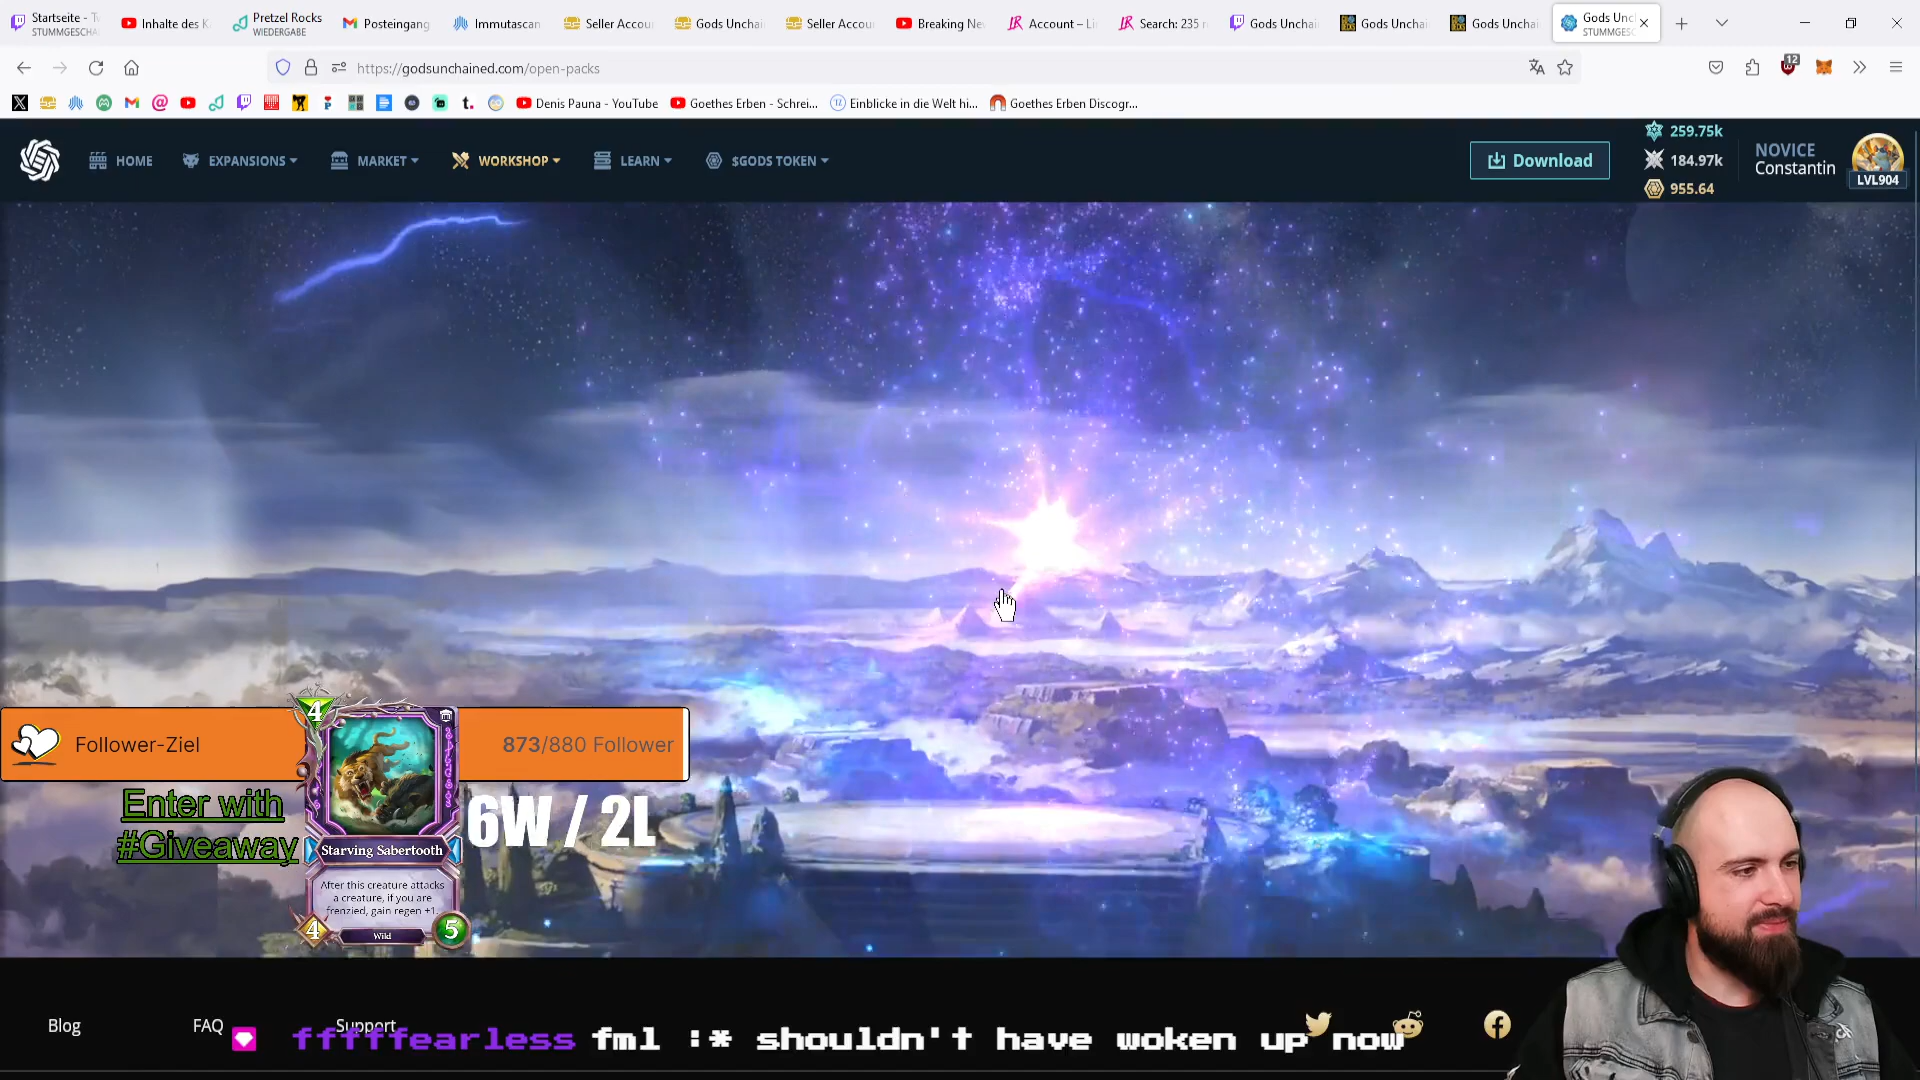 Startseite - T
STUMMGESCHA
Inhalte des K
Pretzel Rocks
WIEDERGABE
Posteingang
Immutascan
Seller Accou
Gods Unchai
Seller Accou
Breaking Ne
Account – Li
Search: 235 r
Gods Unchai
Gods Unchai
Gods Unchai
Gods Unc
STUMMGESC
https://godsunchained.com/open-packs
12
Denis Pauna - YouTube
Goethes Erben - Schrei...
Einblicke in die Welt hi...
Goethes Erben Discogr...
HOME
EXPANSIONS
MARKET
WORKSHOP
LEARN
$GODS TOKEN
Download
259.75k
184.97k
955.64
NOVICE
Constantin
LVL904
Follower-Ziel
873/880 Follower
Enter with
#Giveaway
4
Starving Sabertooth
After this creature attacks
a creature, if you are
frenzied, gain regen +1.
4
Wild
5
6W / 2L
Blog
FAQ
Support
fffffearless fml :* shouldn't have woken up now